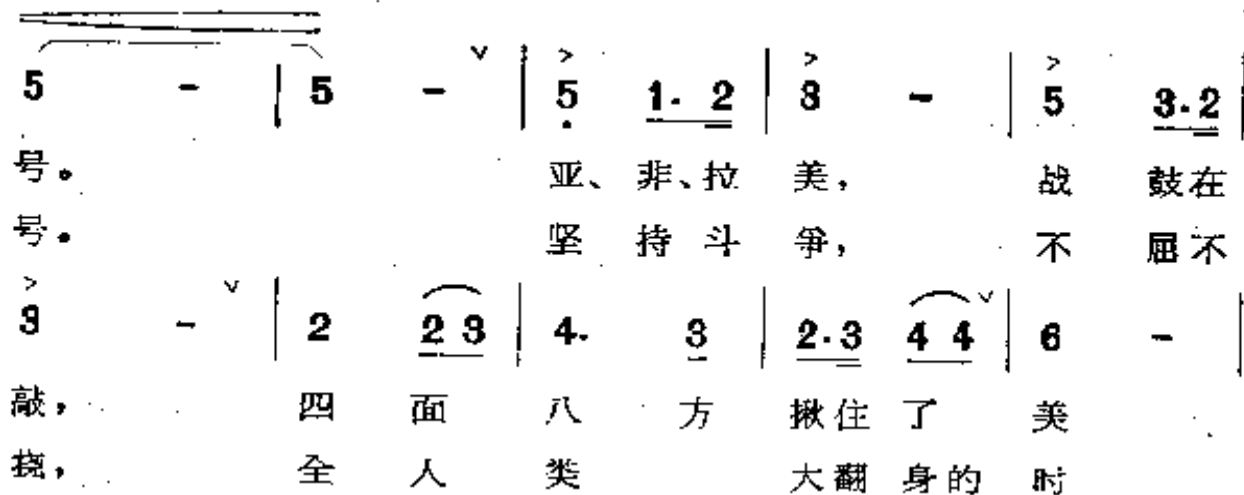 5 - | 5 - ∨ | 5 1. 2 | 3 - | 5 3.2
号。 亚、非、拉 美， 战 鼓在
号。 坚 持 斗 争， 不 屈不
3 - ∨ | 2 2 3 | 4. 3 | 2.3 4 4 ∨ | 6 - |
敲， 四 面 八 方 揪住 了 美
挠， 全 人 类 大翻 身的 时